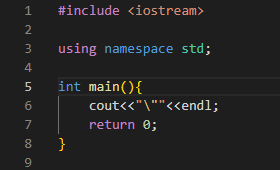 1 #include <iostream>
2
3 using namespace std;
4
5 int main(){
6     cout<<"\""<<endl;
7     return 0;
8 }
9